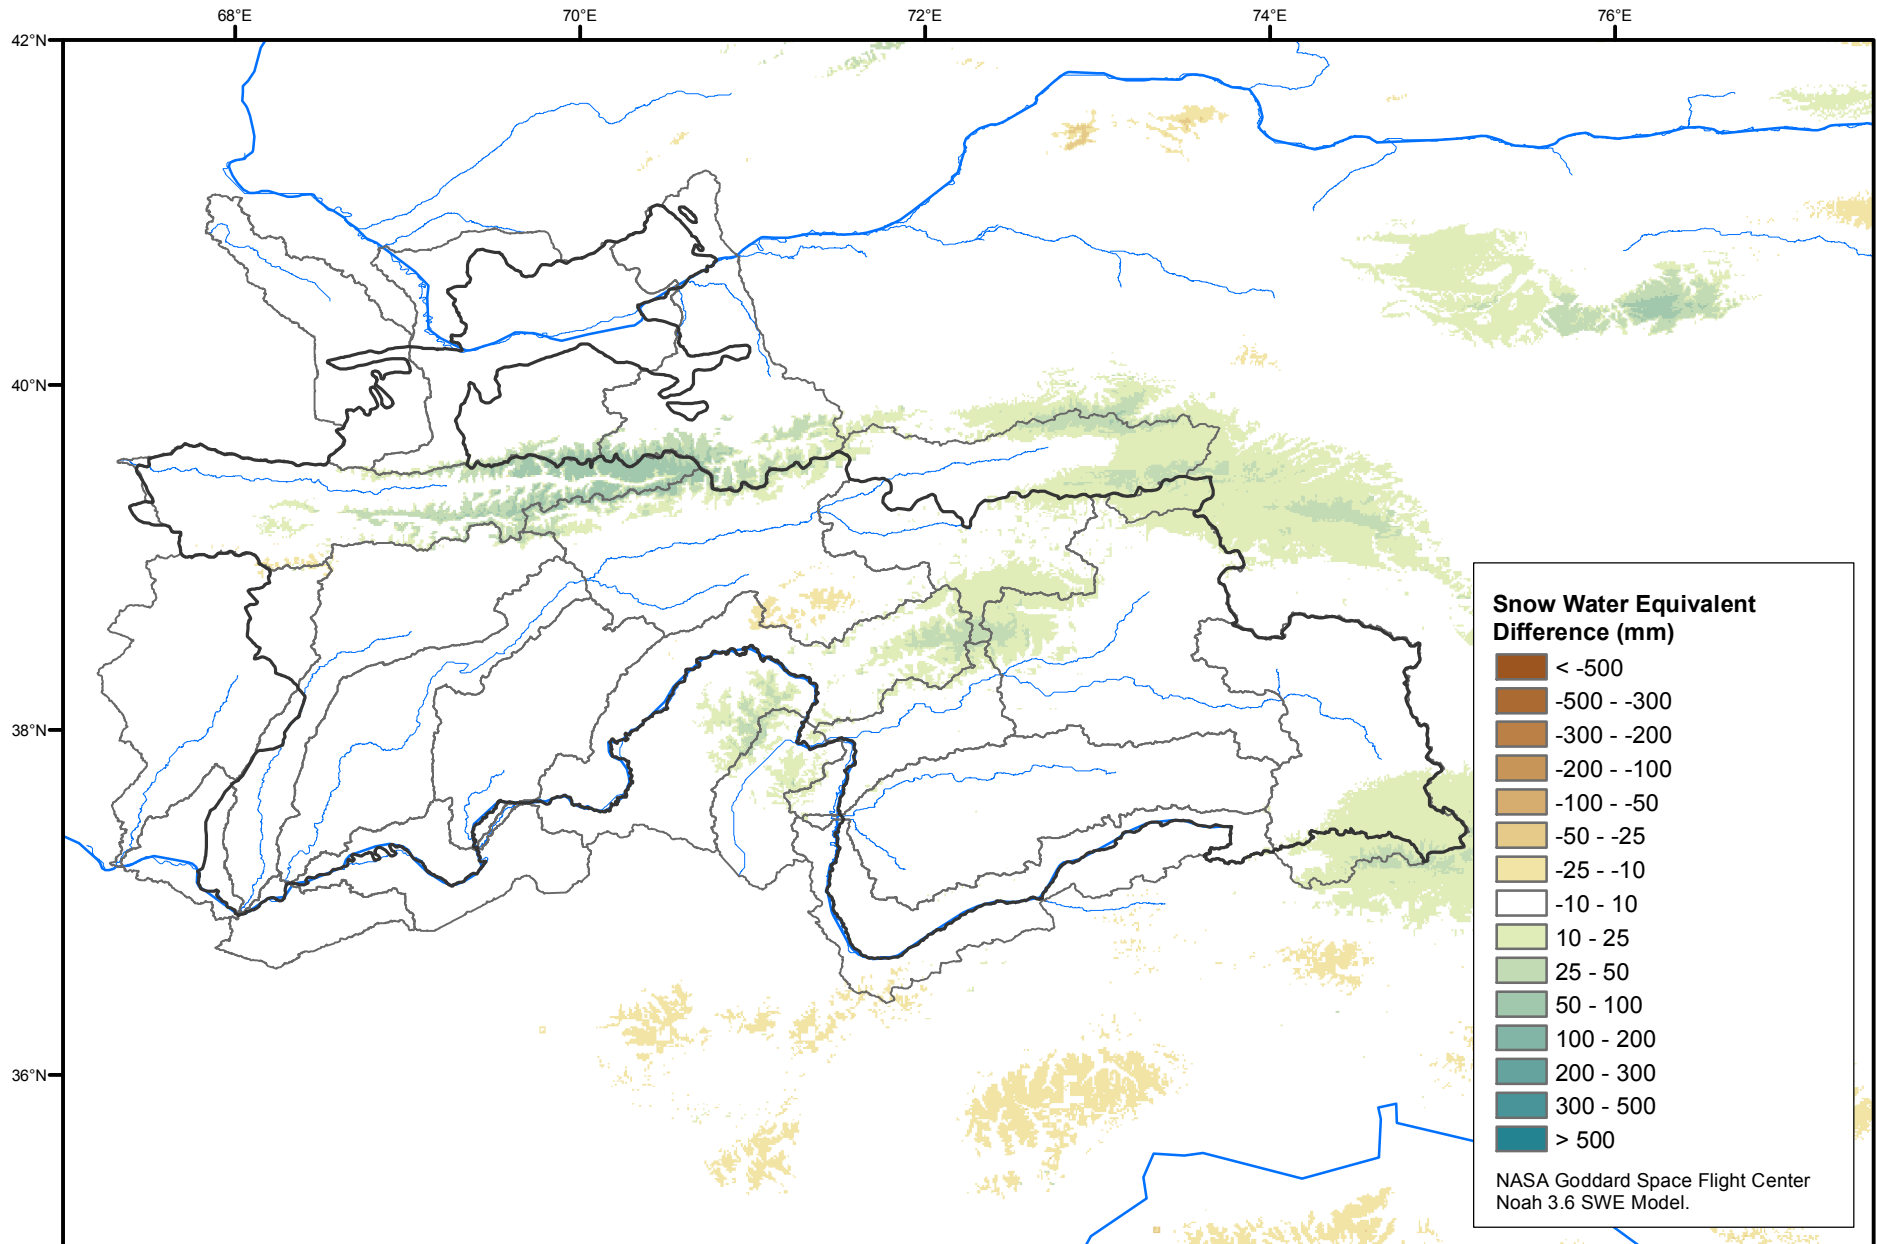 68°E
70°E
72°E
74°E
76°E
42°N
40°N
38°N
36°N
Snow Water Equivalent
Difference (mm)
< -500
-500 - -300
-300 - -200
-200 - -100
-100 - -50
-50 - -25
-25 - -10
-10 - 10
10 - 25
25 - 50
50 - 100
100 - 200
200 - 300
300 - 500
> 500
NASA Goddard Space Flight Center
Noah 3.6 SWE Model.